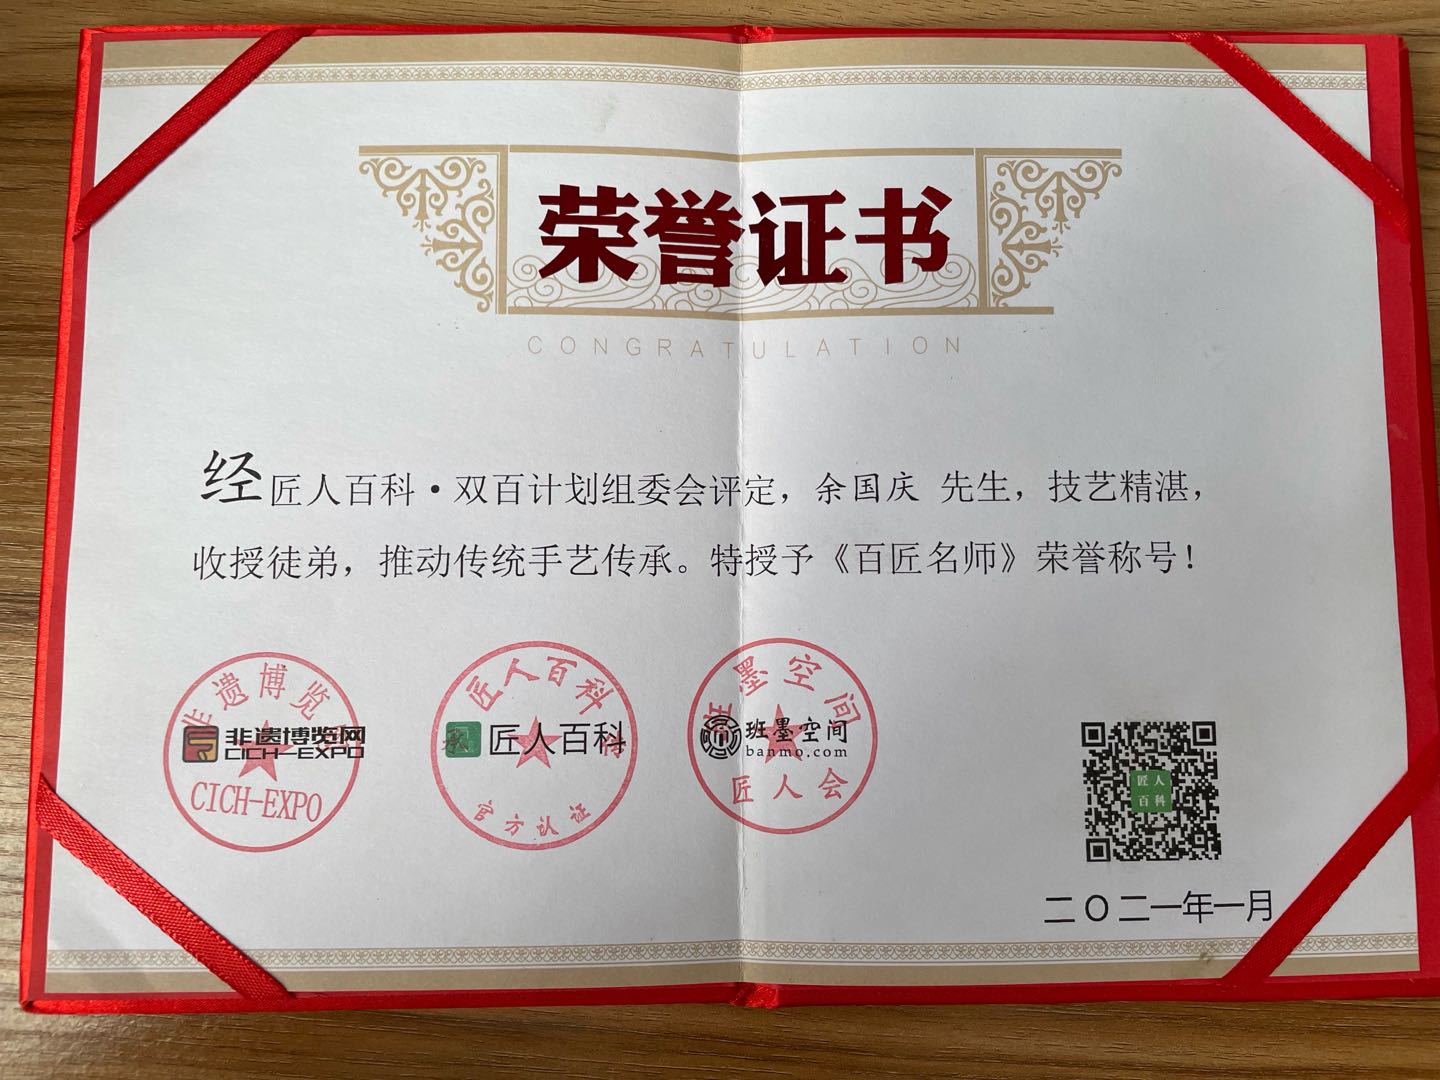 荣誉证书
CONGRATULATION
经匠人百科·双百计划组委会评定，余国庆 先生，技艺精湛，
收授徒弟，推动传统手艺传承。特授予《百匠名师》荣誉称号！
非遗博览
非遗博览网
CICH-EXPO
CICH-EXPO
匠人百科
匠人百科
官方认证
班墨空间
班墨空间
banmo.com
匠人会
匠人
百科
二〇二一年一月